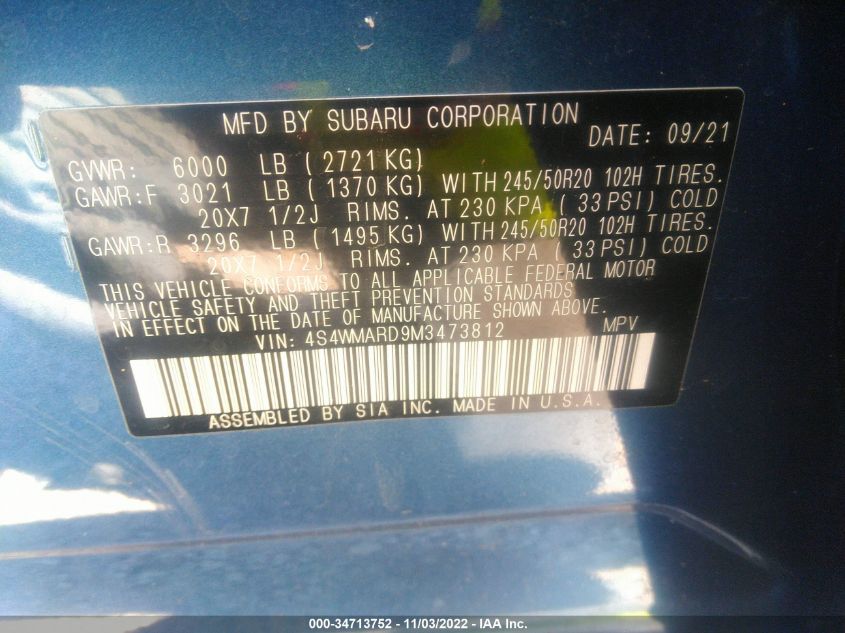 MFD BY SUBARU CORPORATION
DATE: 09/21
GVWR: 6000 LB ( 2721 KG)
GAWR:F 3021 LB ( 1370 KG) WITH 245/50R20 102H TIRES.
20X7 1/2J RIMS. AT 230 KPA ( 33 PSI) COLD
GAWR:R 3296 LB ( 1495 KG) WITH 245/50R20 102H TIRES.
20X7 1/2J RIMS. AT 230 KPA ( 33 PSI) COLD
THIS VEHICLE CONFORMS TO ALL APPLICABLE FEDERAL MOTOR
VEHICLE SAFETY AND THEFT PREVENTION STANDARDS
IN EFFECT ON THE DATE OF MANUFACTURE SHOWN ABOVE.
VIN: 4S4WMARD9M3473812 MPV
ASSEMBLED BY SIA INC. MADE IN U.S.A.
000-34713752 - 11/03/2022 - IAA Inc.